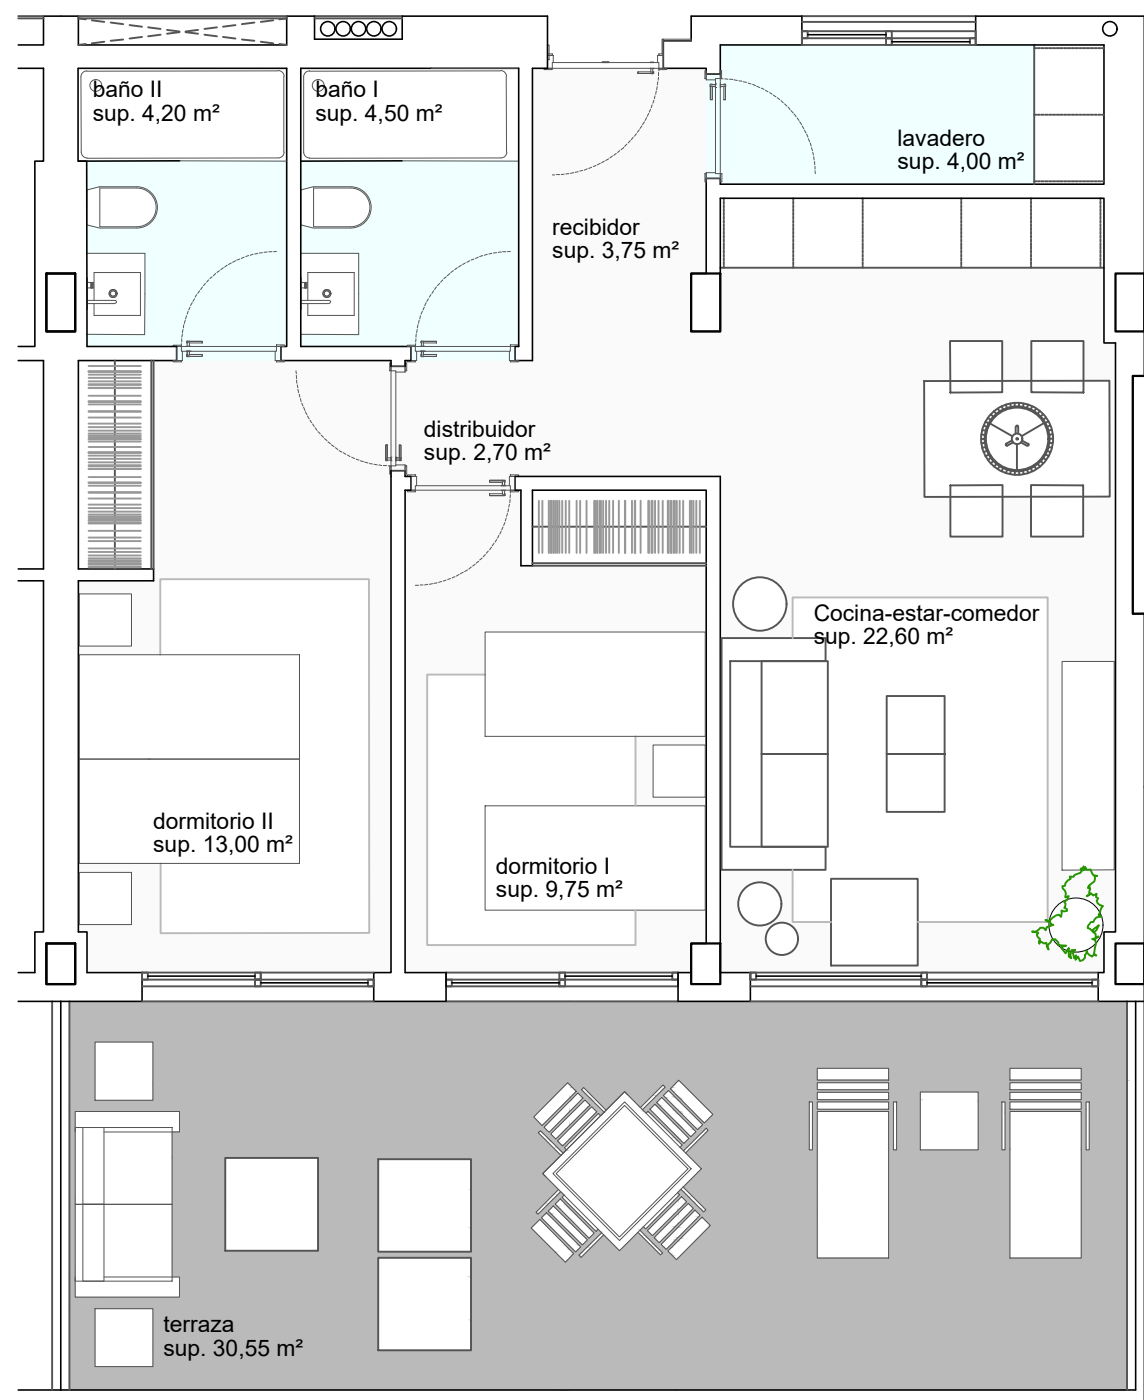 baño II
sup. 4,20 m²
baño I
sup. 4,50 m²
lavadero
sup. 4,00 m²
recibidor
sup. 3,75 m²
distribuidor
sup. 2,70 m²
Cocina-estar-comedor
sup. 22,60 m²
dormitorio II
sup. 13,00 m²
dormitorio I
sup. 9,75 m²
terraza
sup. 30,55 m²